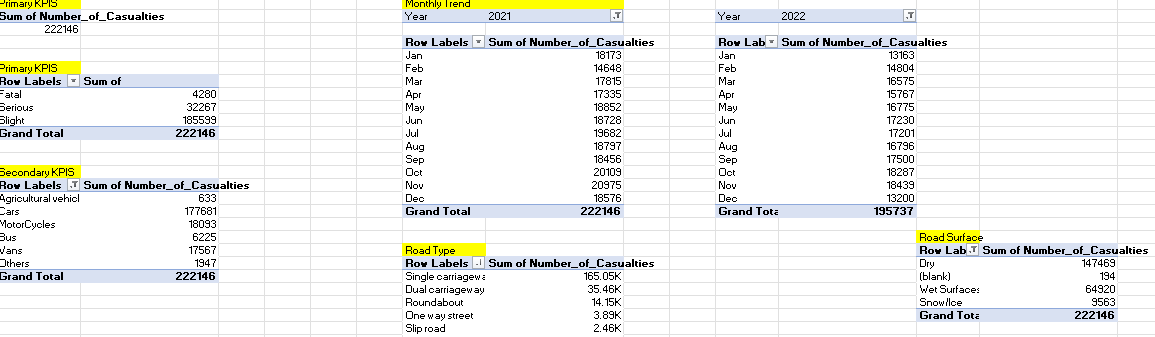 Primary KPIS
Sum of Number_of_Casualties
222146
Primary KPIS
Row Labels Sum of
Fatal 4280
Serious 32267
Slight 185599
Grand Total 222146
Secondary KPIS
Row Labels Sum of Number_of_Casualties
Agricultural vehicl 633
Cars 177681
MotorCycles 18093
Bus 6225
Vans 17567
Others 1947
Grand Total 222146
Monthly Trend
Year 2021
Row Labels Sum of Number_of_Casualties
Jan 18173
Feb 14648
Mar 17815
Apr 17335
May 18852
Jun 18728
Jul 19682
Aug 18797
Sep 18456
Oct 20109
Nov 20975
Dec 18576
Grand Total 222146
Year 2022
Row Lab Sum of Number_of_Casualties
Jan 13163
Feb 14804
Mar 16575
Apr 15767
May 16775
Jun 17230
Jul 17201
Aug 16796
Sep 17500
Oct 18287
Nov 18439
Dec 13200
Grand Tota 195737
Road Type
Row Labels Sum of Number_of_Casualties
Single carriagewa 165.05K
Dual carriageway 35.46K
Roundabout 14.15K
One way street 3.89K
Slip road 2.46K
Road Surface
Row Lab Sum of Number_of_Casualties
Dry 147469
(blank) 194
Wet Surfaces 64920
Snow/Ice 9563
Grand Tota 222146